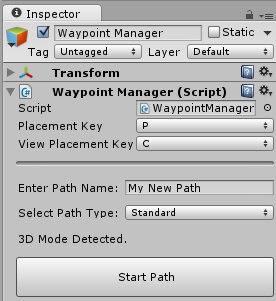 Inspector
Waypoint Manager Static
Tag Untagged Layer Default
Transform
Waypoint Manager (Script)
Script WaypointManager
Placement Key P
View Placement Key C
Enter Path Name: My New Path
Select Path Type: Standard
3D Mode Detected.
Start Path